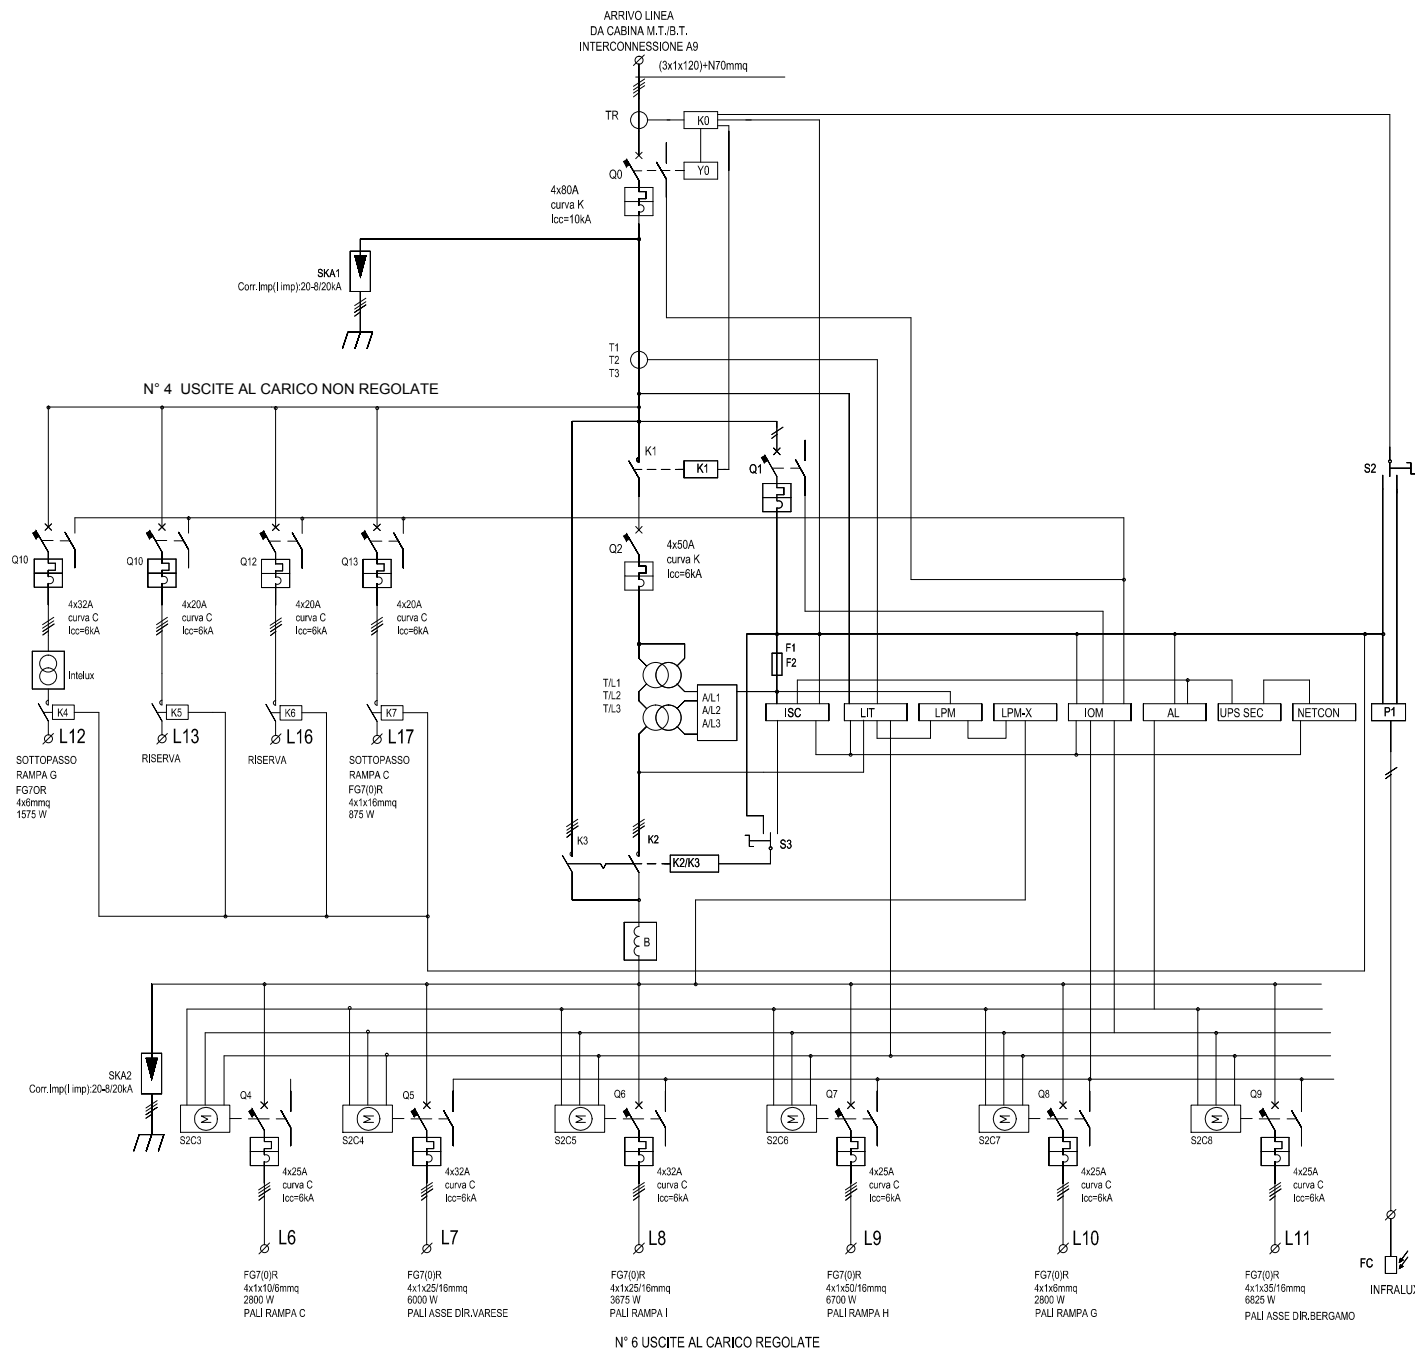 ARRIVO LINEA
DA CABINA M.T./B.T.
INTERCONNESSIONE A9
(3x1x120)+N70mmq
TR
K0
Q0
Y0
4x80A
curva K
Icc=10kA
SKA1
Corr.Imp(I imp):20-8/20kA
T1
T2
T3
N° 4 USCITE AL CARICO NON REGOLATE
K1
K1
Q1
S2
Q10
Q10
Q12
Q13
Q2
4x50A
curva K
Icc=6kA
4x32A
curva C
Icc=6kA
4x20A
curva C
Icc=6kA
4x20A
curva C
Icc=6kA
4x20A
curva C
Icc=6kA
Intelux
F1
F2
T/L1
T/L2
T/L3
A/L1
A/L2
A/L3
K4
K5
K6
K7
ISC
LIT
LPM
LPM-X
IOM
AL
UPS SEC
NETCON
P1
L12
L13
L16
L17
SOTTOPASSO
RAMPA G
FG7OR
4x6mmq
1575 W
RISERVA
RISERVA
SOTTOPASSO
RAMPA C
FG7(0)R
4x1x16mmq
875 W
K3
K2
K2/K3
S3
B
SKA2
Corr.Imp(I imp):20-8/20kA
Q4
Q5
Q6
Q7
Q8
Q9
M
M
M
M
M
M
S2C3
S2C4
S2C5
S2C6
S2C7
S2C8
4x25A
curva C
Icc=6kA
4x32A
curva C
Icc=6kA
4x32A
curva C
Icc=6kA
4x25A
curva C
Icc=6kA
4x25A
curva C
Icc=6kA
4x25A
curva C
Icc=6kA
L6
L7
L8
L9
L10
L11
FC
INFRALUX
FG7(0)R
4x1x10/6mmq
2800 W
PALI RAMPA C
FG7(0)R
4x1x25/16mmq
6000 W
PALI ASSE DIR.VARESE
FG7(0)R
4x1x25/16mmq
3675 W
PALI RAMPA I
FG7(0)R
4x1x50/16mmq
6700 W
PALI RAMPA H
FG7(0)R
4x1x6mmq
2800 W
PALI RAMPA G
FG7(0)R
4x1x35/16mmq
6825 W
PALI ASSE DIR.BERGAMO
N° 6 USCITE AL CARICO REGOLATE